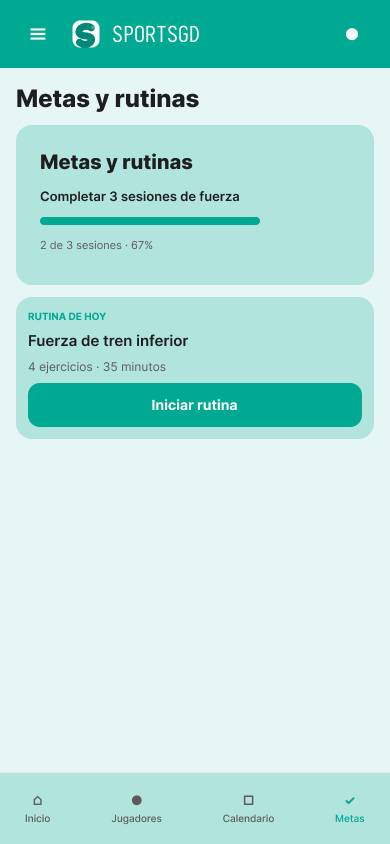 SPORTSGD
Metas y rutinas
Metas y rutinas
Completar 3 sesiones de fuerza
2 de 3 sesiones · 67%
RUTINA DE HOY
Fuerza de tren inferior
4 ejercicios · 35 minutos
Iniciar rutina
Inicio
Jugadores
Calendario
Metas